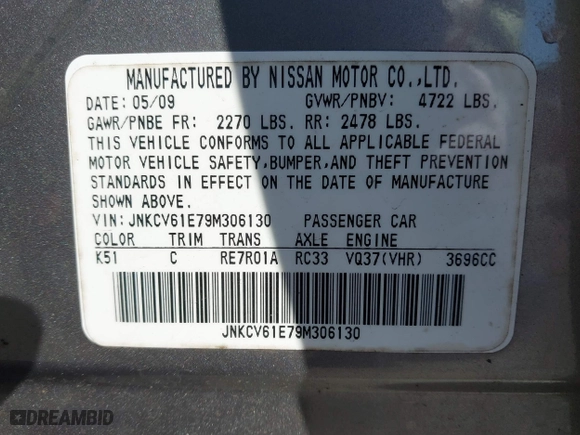 MANUFACTURED BY NISSAN MOTOR CO.,LTD.
DATE: 05/09 GVWR/PNBV: 4722 LBS.
GAWR/PNBE FR: 2270 LBS. RR: 2478 LBS.
THIS VEHICLE CONFORMS TO ALL APPLICABLE FEDERAL
MOTOR VEHICLE SAFETY,BUMPER,AND THEFT PREVENTION
STANDARDS IN EFFECT ON THE DATE OF MANUFACTURE
SHOWN ABOVE.
VIN: JNKCV61E79M306130 PASSENGER CAR
COLOR TRIM TRANS AXLE ENGINE
K51 C RE7R01A RC33 VQ37(VHR) 3696CC
JNKCV61E79M306130
DREAMBID